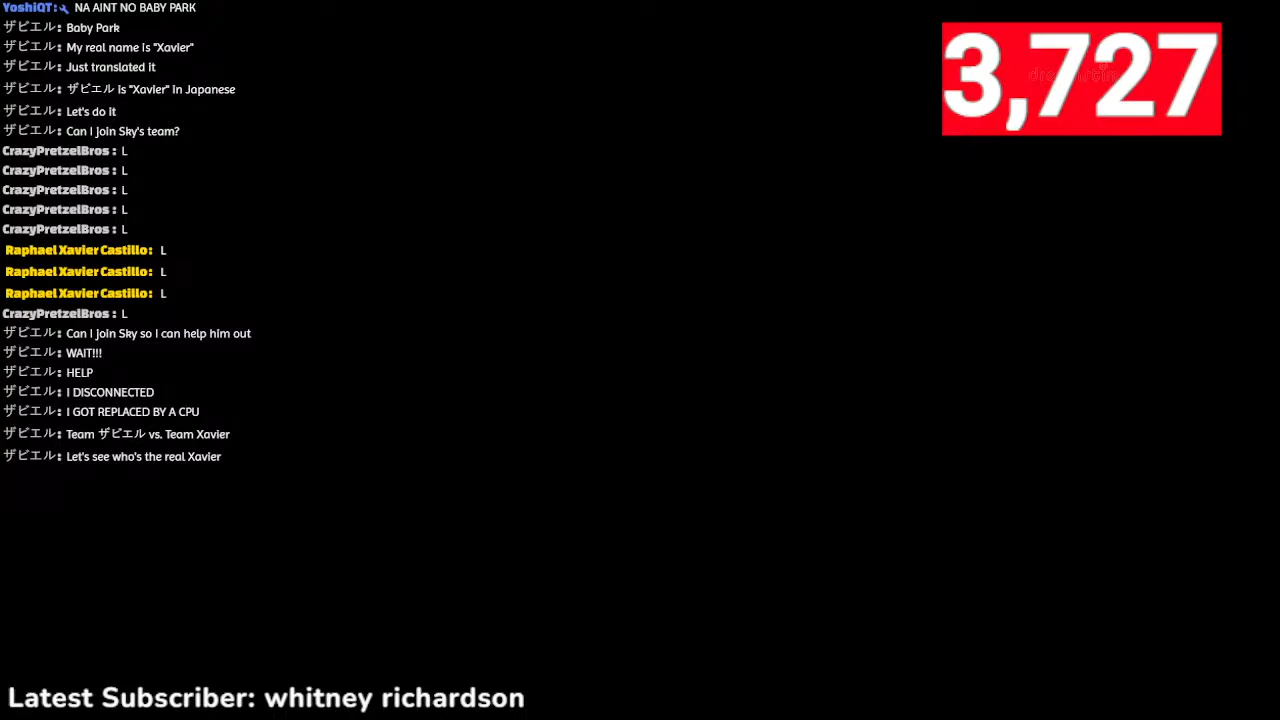 YoshiQT: NA AINT NO BABY PARK
ザビエル: Baby Park
ザビエル: My real name is "Xavier"
ザビエル: Just translated it
ザビエル: ザビエル is "Xavier" in Japanese
ザビエル: Let's do it
ザビエル: Can I join Sky's team?
CrazyPretzelBros : L
CrazyPretzelBros : L
CrazyPretzelBros : L
CrazyPretzelBros : L
CrazyPretzelBros : L
Raphael Xavier Castillo: L
Raphael Xavier Castillo: L
Raphael Xavier Castillo: L
CrazyPretzelBros : L
ザビエル: Can I join Sky so I can help him out
ザビエル: WAIT!!!
ザビエル: HELP
ザビエル: I DISCONNECTED
ザビエル: I GOT REPLACED BY A CPU
ザビエル: Team ザビエル vs. Team Xavier
ザビエル: Let's see who's the real Xavier
3,727
Latest Subscriber: whitney richardson